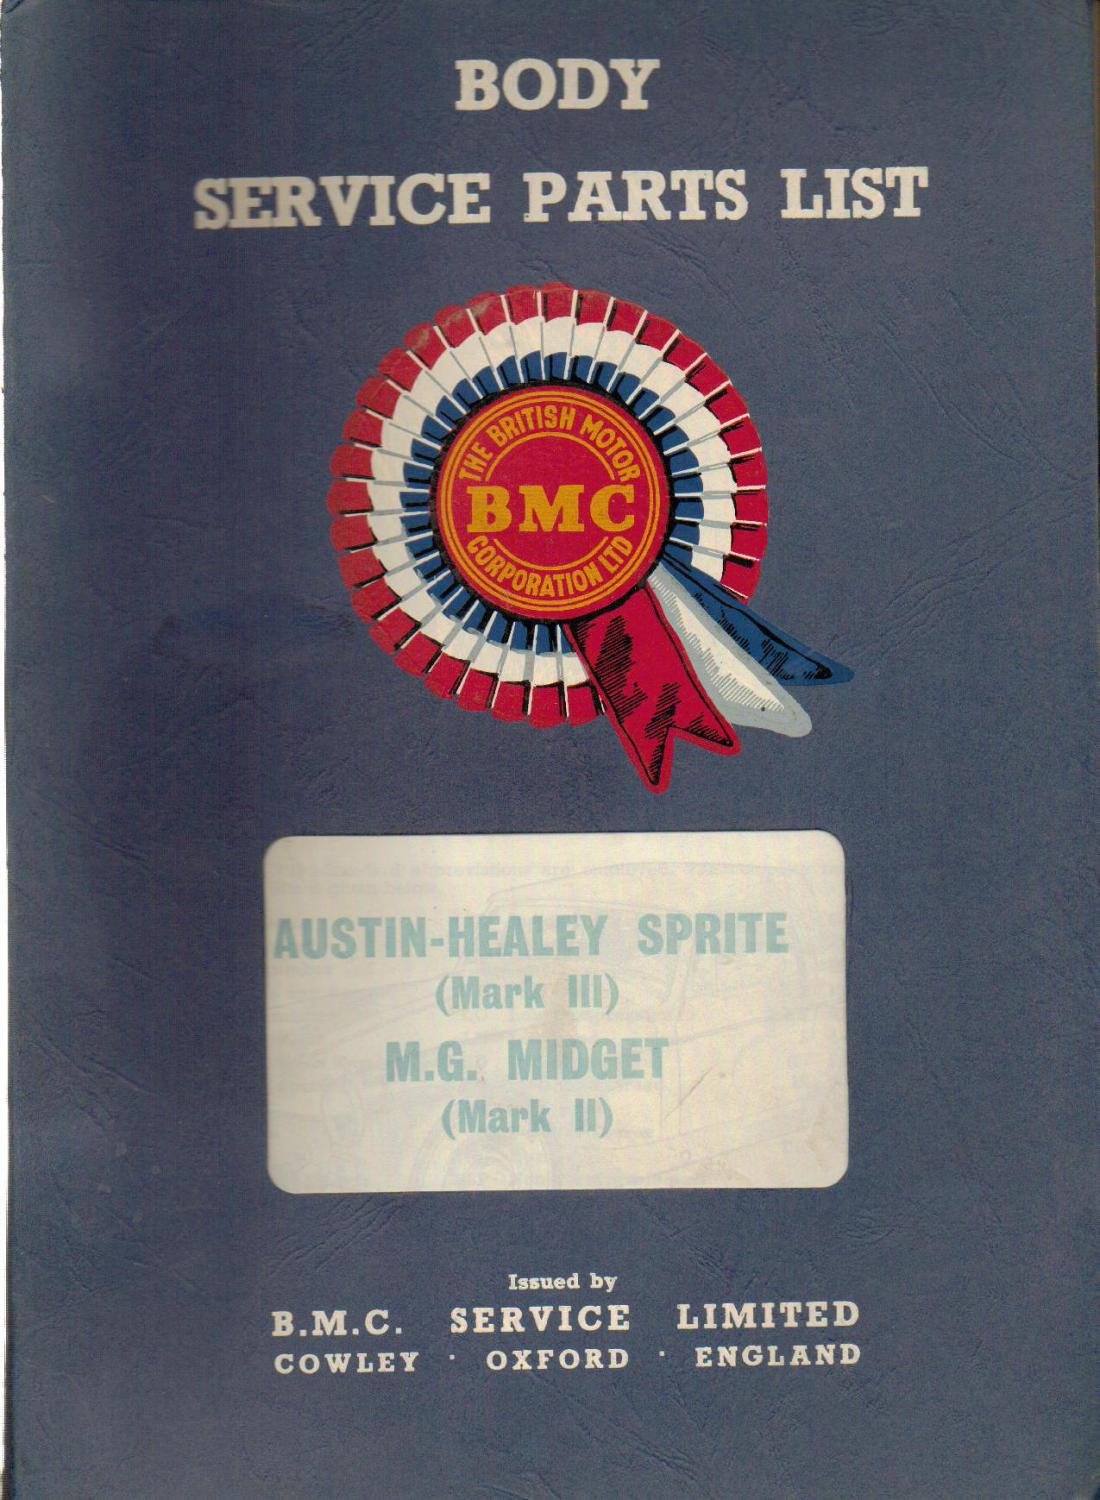 BODY
SERVICE PARTS LIST
THE BRITISH MOTOR
BMC
CORPORATION LTD
AUSTIN-HEALEY SPRITE
(Mark III)
M.G. MIDGET
(Mark II)
Issued by
B.M.C. SERVICE LIMITED
COWLEY · OXFORD · ENGLAND